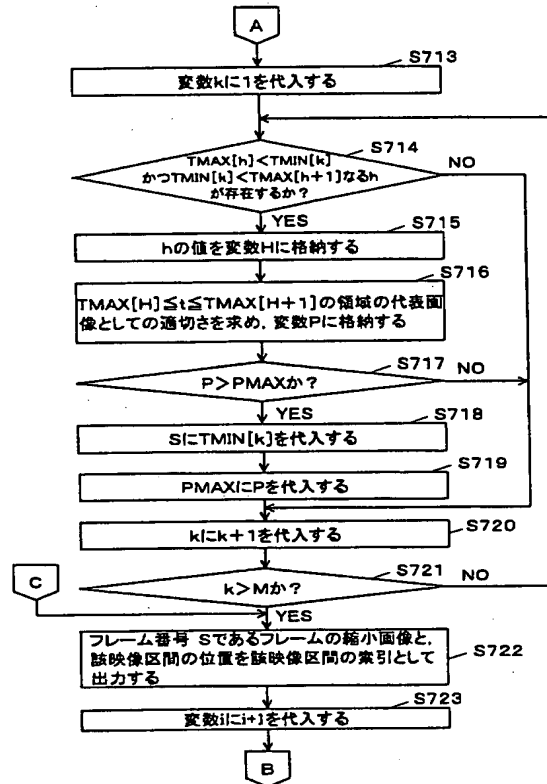 A
S713
変数kに1を代入する
S714
TMAX[h]<TMIN[k]
かつTMIN[k]<TMAX[h+1]なるh
が存在するか?
NO
YES
S715
hの値を変数Hに格納する
S716
TMAX[H]≦t≦TMAX[H+1]の領域の代表画
像としての適切さを求め,変数Pに格納する
S717
P>PMAXか?
NO
YES
S718
SにTMIN[k]を代入する
S719
PMAXにPを代入する
S720
kにk+1を代入する
C
S721
k>Mか?
NO
YES
フレーム番号 Sであるフレームの縮小画像と,
該映像区間の位置を該映像区間の索引として
出力する
S722
S723
変数iにi+1を代入する
B